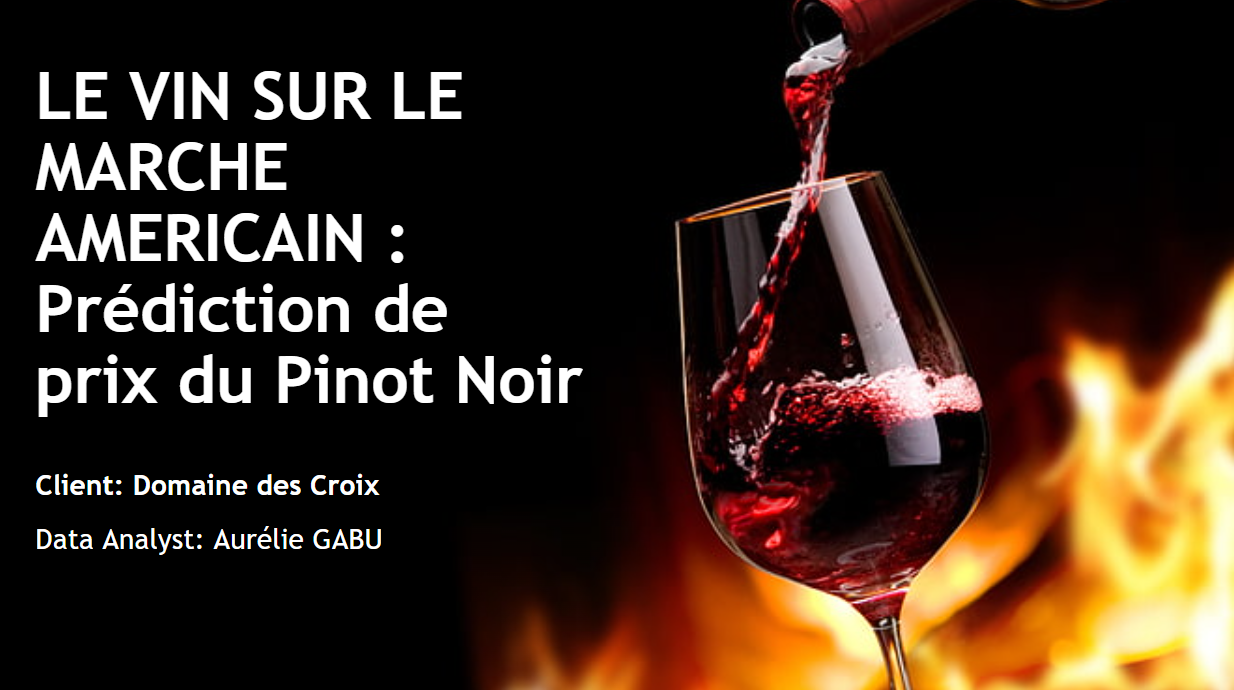 LE VIN SUR LE
MARCHE
AMERICAIN :
Prédiction de
prix du Pinot Noir
Client: Domaine des Croix
Data Analyst: Aurélie GABU